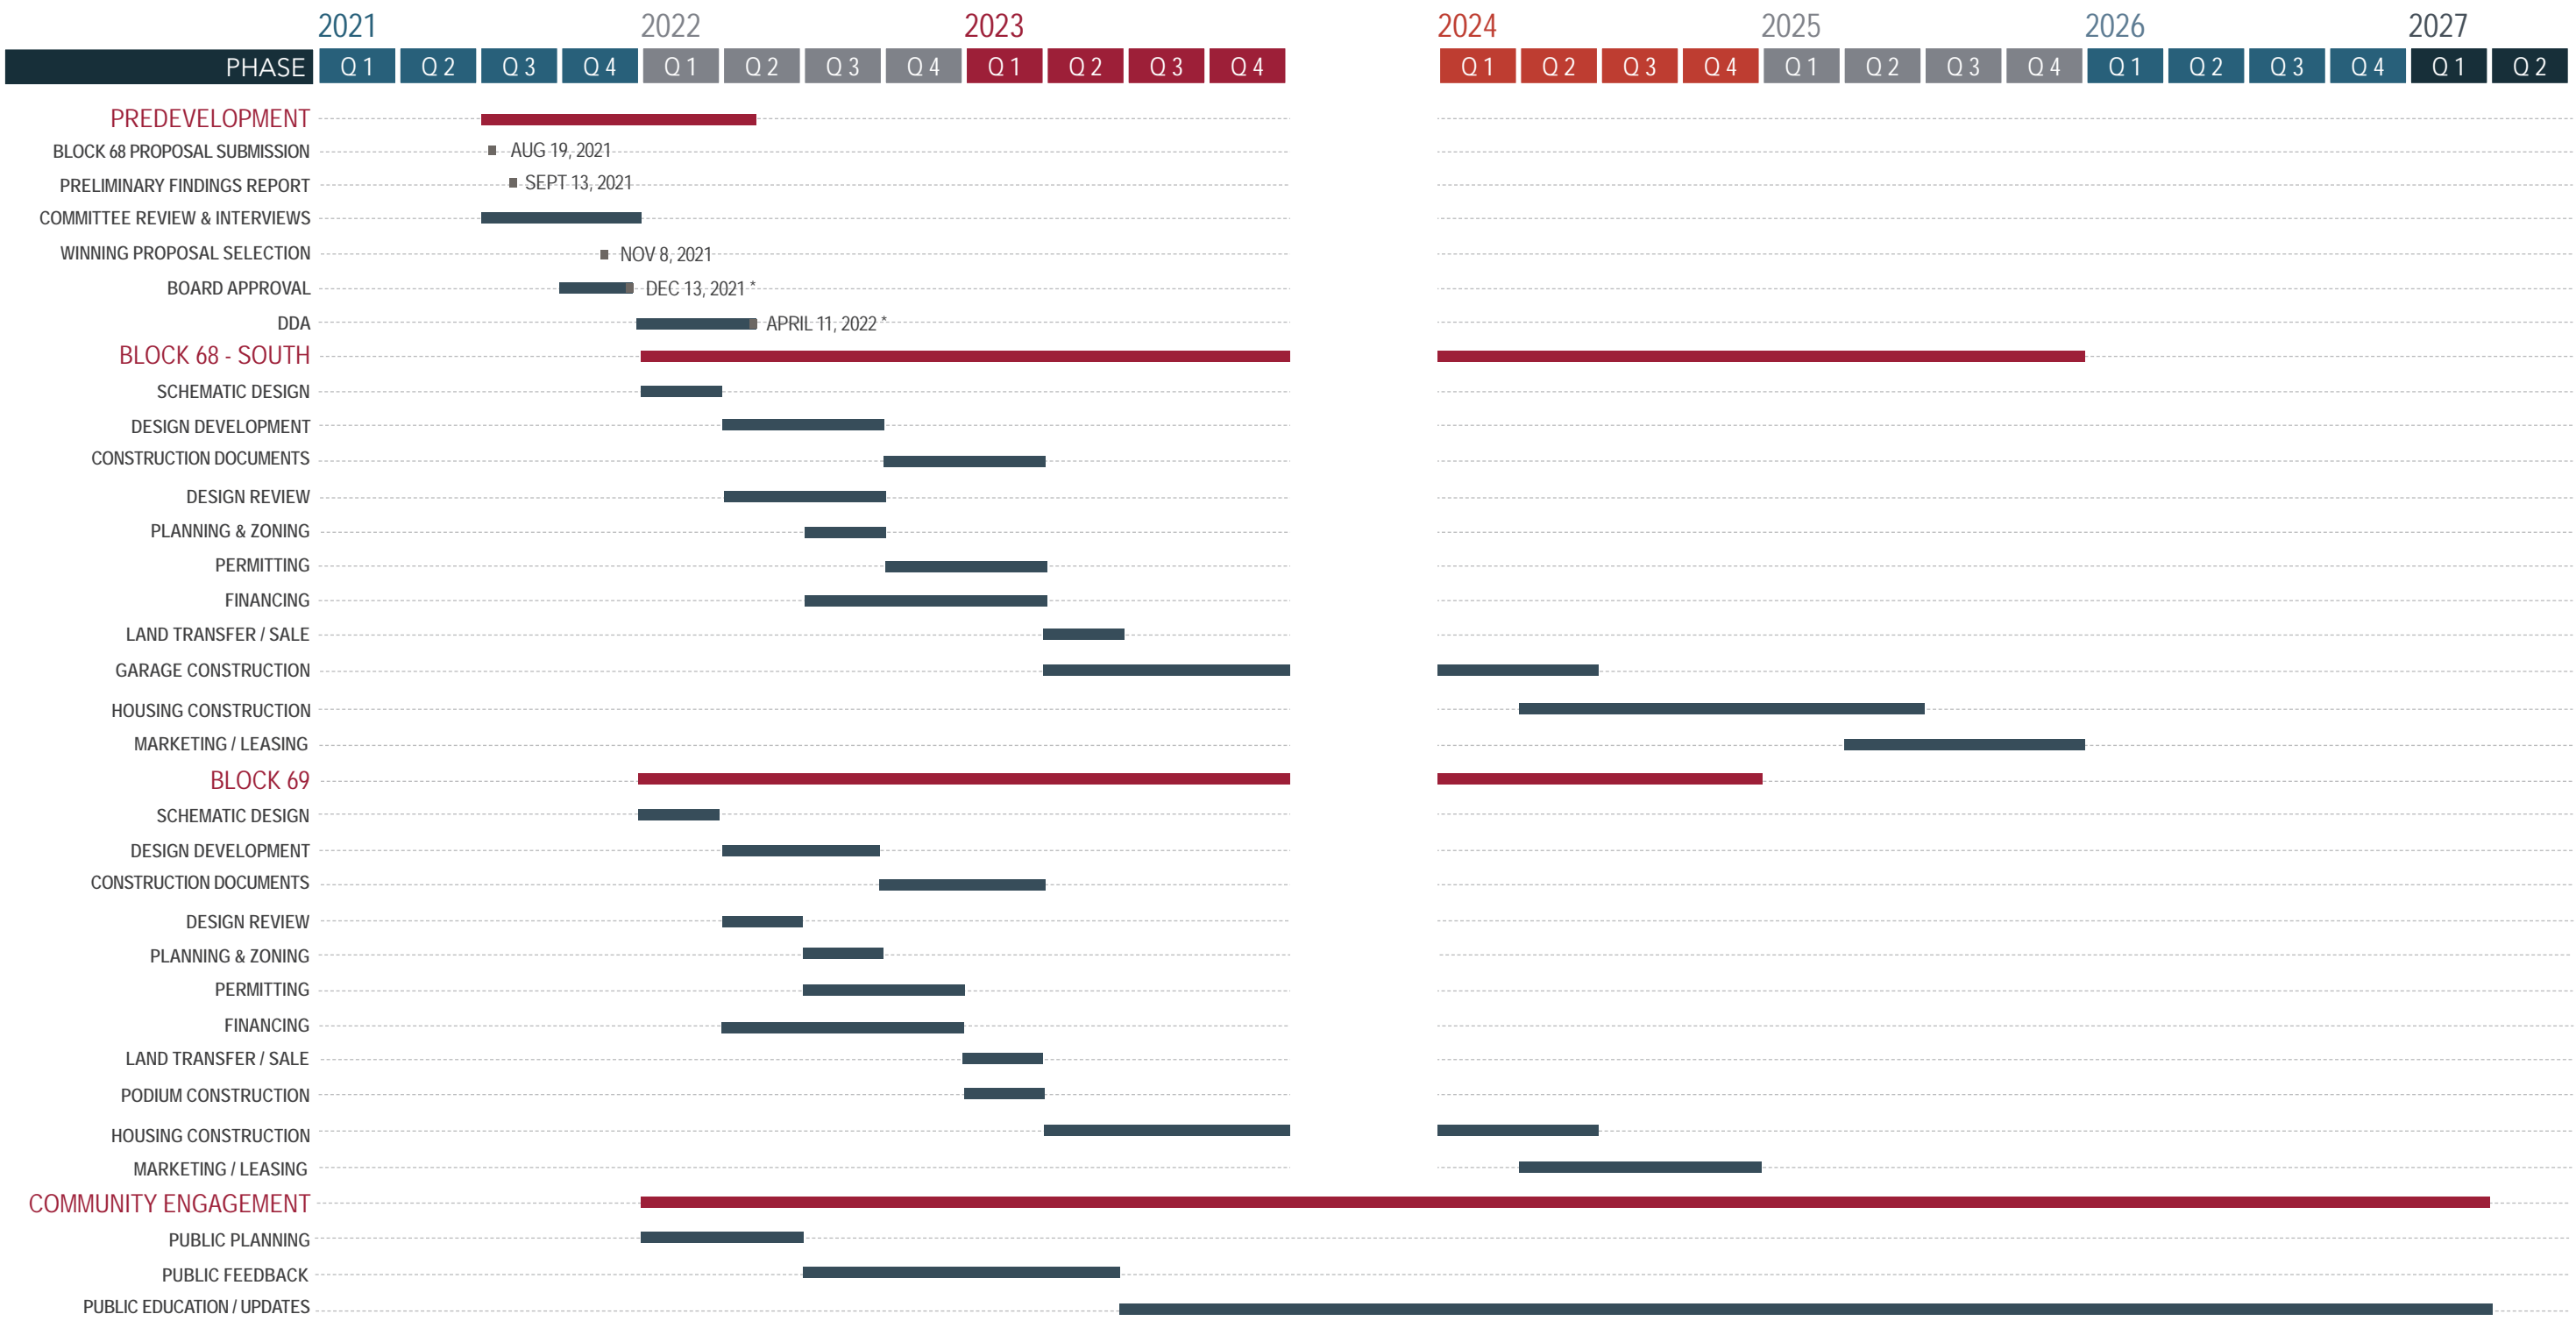 2021 2022 2023 2024 2025 2026 2027
PHASE Q 1 Q 2 Q 3 Q 4 Q 1 Q 2 Q 3 Q 4 Q 1 Q 2 Q 3 Q 4 Q 1 Q 2 Q 3 Q 4 Q 1 Q 2 Q 3 Q 4 Q 1 Q 2 Q 3 Q 4 Q 1 Q 2
PREDEVELOPMENT
BLOCK 68 PROPOSAL SUBMISSION AUG 19, 2021
PRELIMINARY FINDINGS REPORT SEPT 13, 2021
COMMITTEE REVIEW & INTERVIEWS
WINNING PROPOSAL SELECTION NOV 8, 2021
BOARD APPROVAL DEC 13, 2021 *
DDA APRIL 11, 2022 *
BLOCK 68 - SOUTH
SCHEMATIC DESIGN
DESIGN DEVELOPMENT
CONSTRUCTION DOCUMENTS
DESIGN REVIEW
PLANNING & ZONING
PERMITTING
FINANCING
LAND TRANSFER / SALE
GARAGE CONSTRUCTION
HOUSING CONSTRUCTION
MARKETING / LEASING
BLOCK 69
SCHEMATIC DESIGN
DESIGN DEVELOPMENT
CONSTRUCTION DOCUMENTS
DESIGN REVIEW
PLANNING & ZONING
PERMITTING
FINANCING
LAND TRANSFER / SALE
PODIUM CONSTRUCTION
HOUSING CONSTRUCTION
MARKETING / LEASING
COMMUNITY ENGAGEMENT
PUBLIC PLANNING
PUBLIC FEEDBACK
PUBLIC EDUCATION / UPDATES